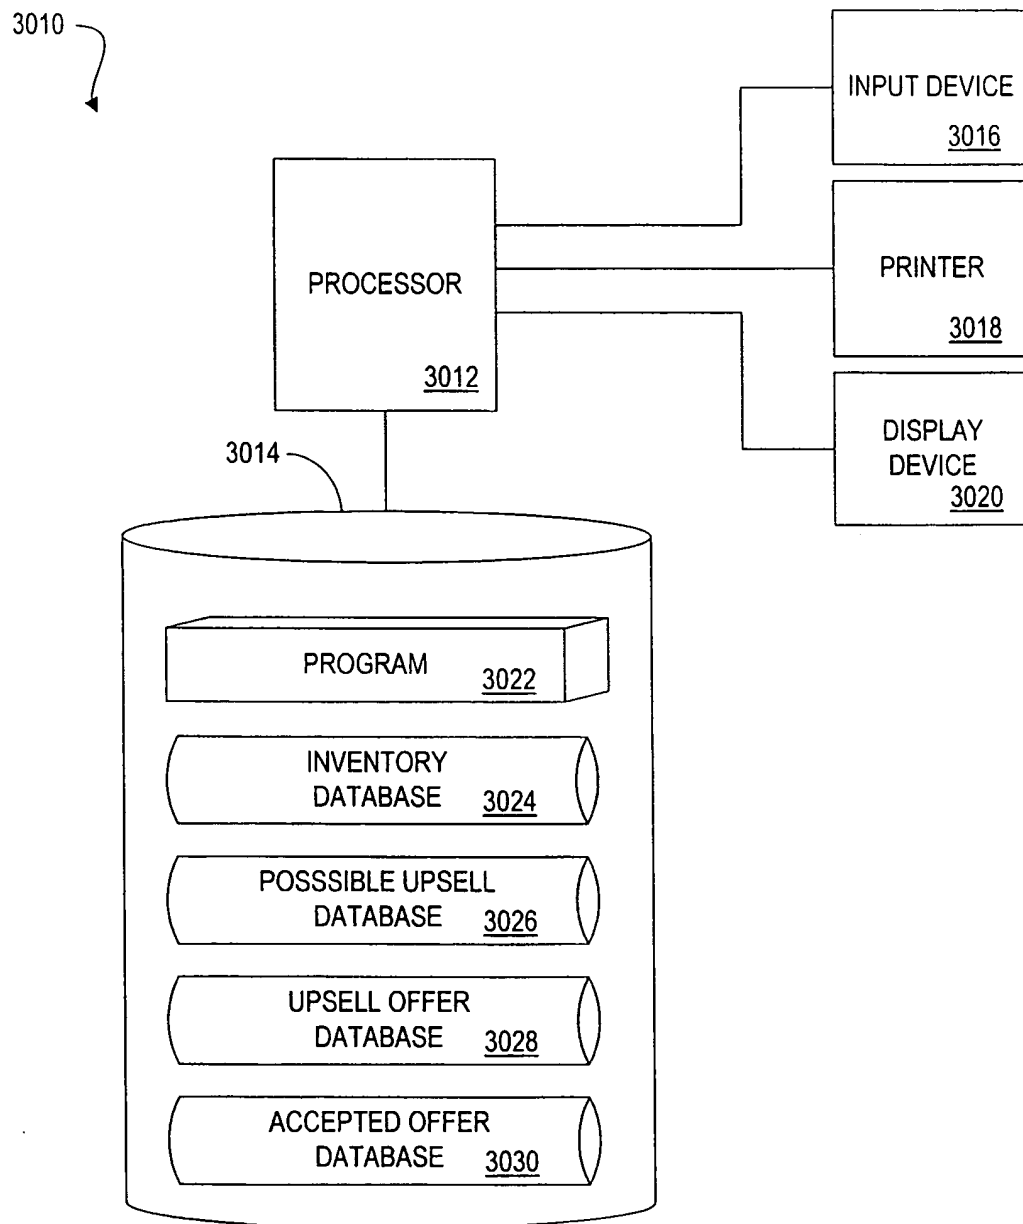 3010
INPUT DEVICE
3016
PROCESSOR
3012
PRINTER
3018
DISPLAY
DEVICE
3020
3014
PROGRAM
3022
INVENTORY
DATABASE
3024
POSSSIBLE UPSELL
DATABASE
3026
UPSELL OFFER
DATABASE
3028
ACCEPTED OFFER
DATABASE
3030